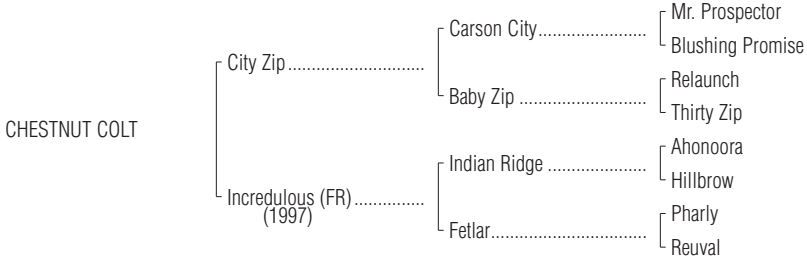 Mr. Prospector
Carson City.......................
Blushing Promise
City Zip.............................
Relaunch
Baby Zip ...........................
Thirty Zip
CHESTNUT COLT
Ahonoora
Indian Ridge .....................
Hillbrow
Incredulous (FR)...............
(1997)
Pharly
Fetlar.................................
Reuval